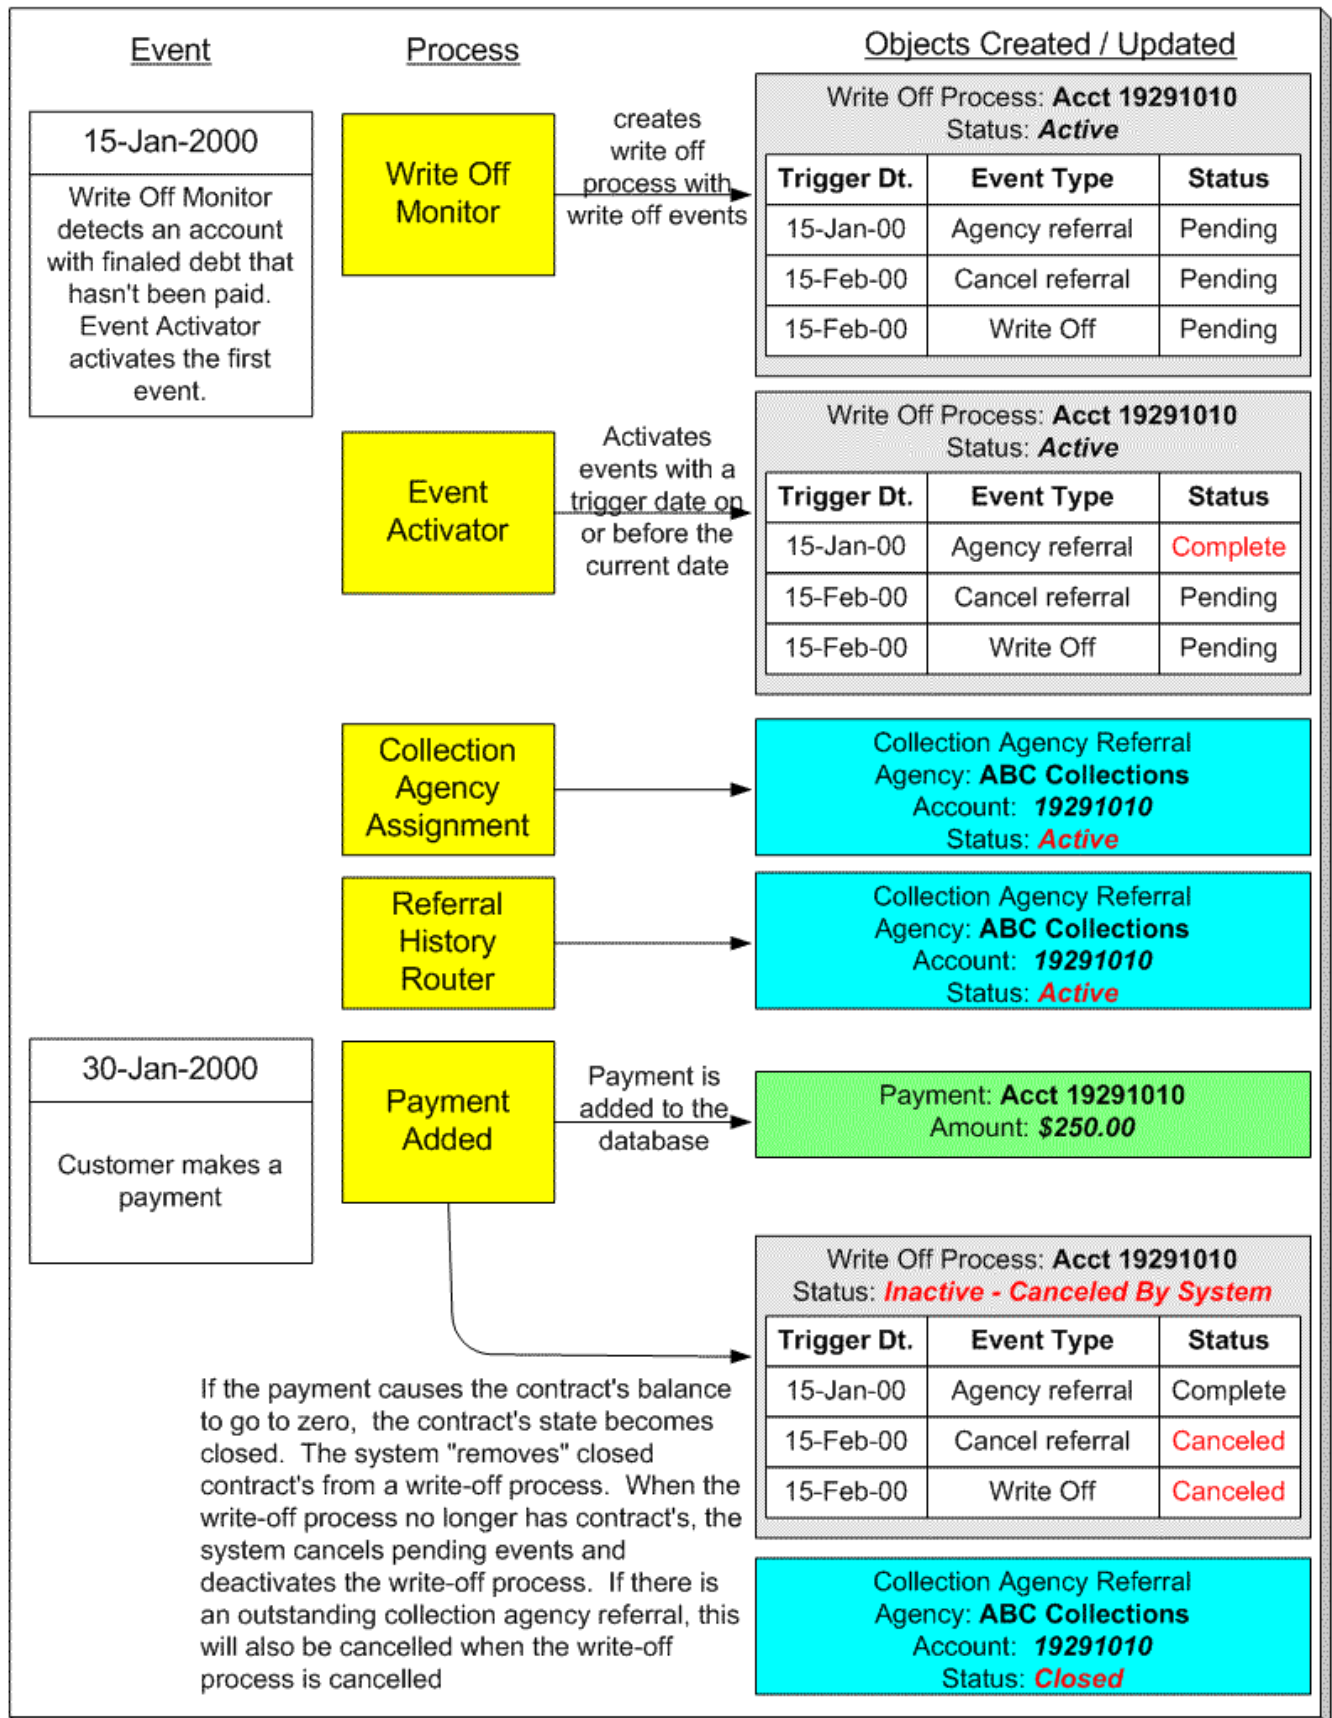 Event
Process
Objects Created / Updated
15-Jan-2000
Write Off Monitor
detects an account
with finaled debt that
hasn't been paid.
Event Activator
activates the first
event.
Write Off
Monitor
creates
write off
process with
write off events
Write Off Process: Acct 19291010
Status: Active
Trigger Dt. Event Type Status
15-Jan-00 Agency referral Pending
15-Feb-00 Cancel referral Pending
15-Feb-00 Write Off Pending
Event
Activator
Activates
events with a
trigger date on
or before the
current date
Write Off Process: Acct 19291010
Status: Active
Trigger Dt. Event Type Status
15-Jan-00 Agency referral Complete
15-Feb-00 Cancel referral Pending
15-Feb-00 Write Off Pending
Collection
Agency
Assignment
Collection Agency Referral
Agency: ABC Collections
Account: 19291010
Status: Active
Referral
History
Router
Collection Agency Referral
Agency: ABC Collections
Account: 19291010
Status: Active
30-Jan-2000
Customer makes a
payment
Payment
Added
Payment is
added to the
database
Payment: Acct 19291010
Amount: $250.00
Write Off Process: Acct 19291010
Status: Inactive - Canceled By System
Trigger Dt. Event Type Status
15-Jan-00 Agency referral Complete
15-Feb-00 Cancel referral Canceled
15-Feb-00 Write Off Canceled
If the payment causes the contract's balance
to go to zero, the contract's state becomes
closed. The system "removes" closed
contract's from a write-off process. When the
write-off process no longer has contract's, the
system cancels pending events and
deactivates the write-off process. If there is
an outstanding collection agency referral, this
will also be cancelled when the write-off
process is cancelled
Collection Agency Referral
Agency: ABC Collections
Account: 19291010
Status: Closed